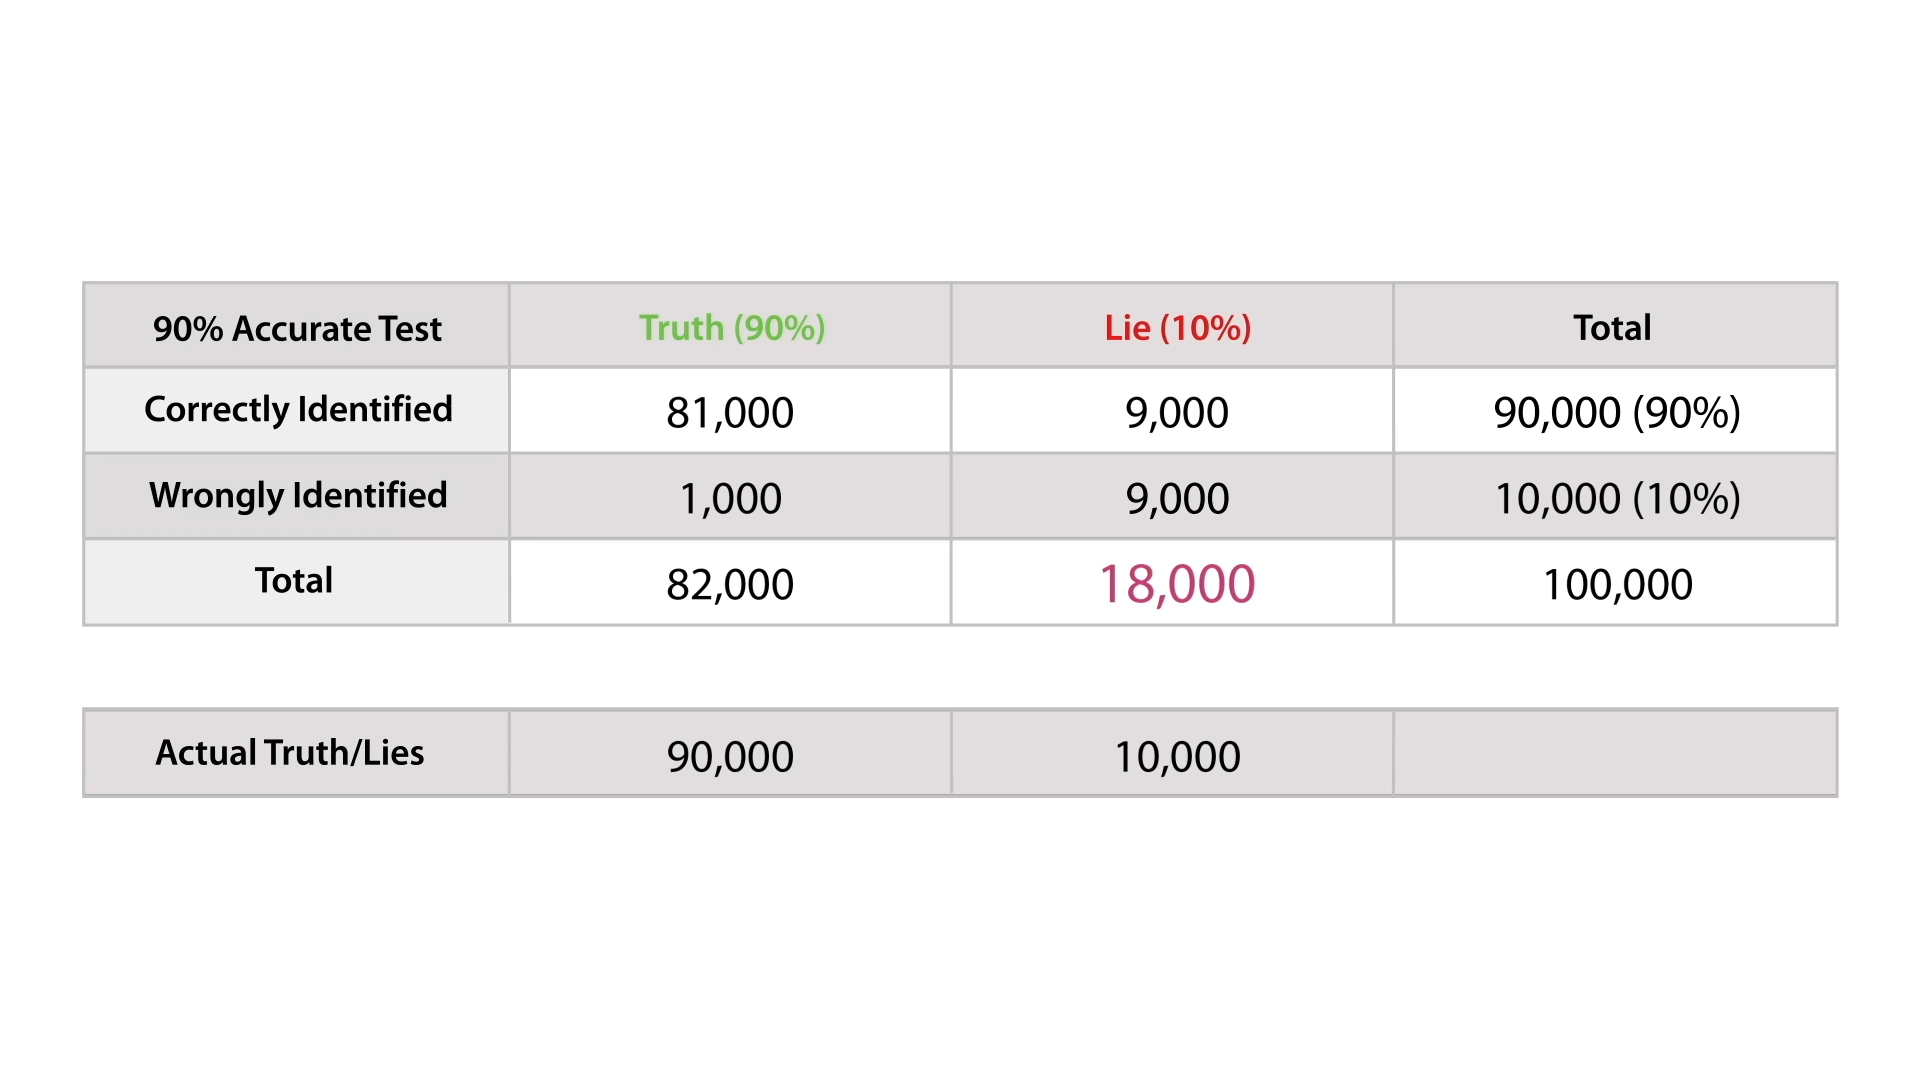 90% Accurate Test Truth (90%) Lie (10%) Total
Correctly Identified 81,000 9,000 90,000 (90%)
Wrongly Identified 1,000 9,000 10,000 (10%)
Total 82,000 18,000 100,000
Actual Truth/Lies 90,000 10,000